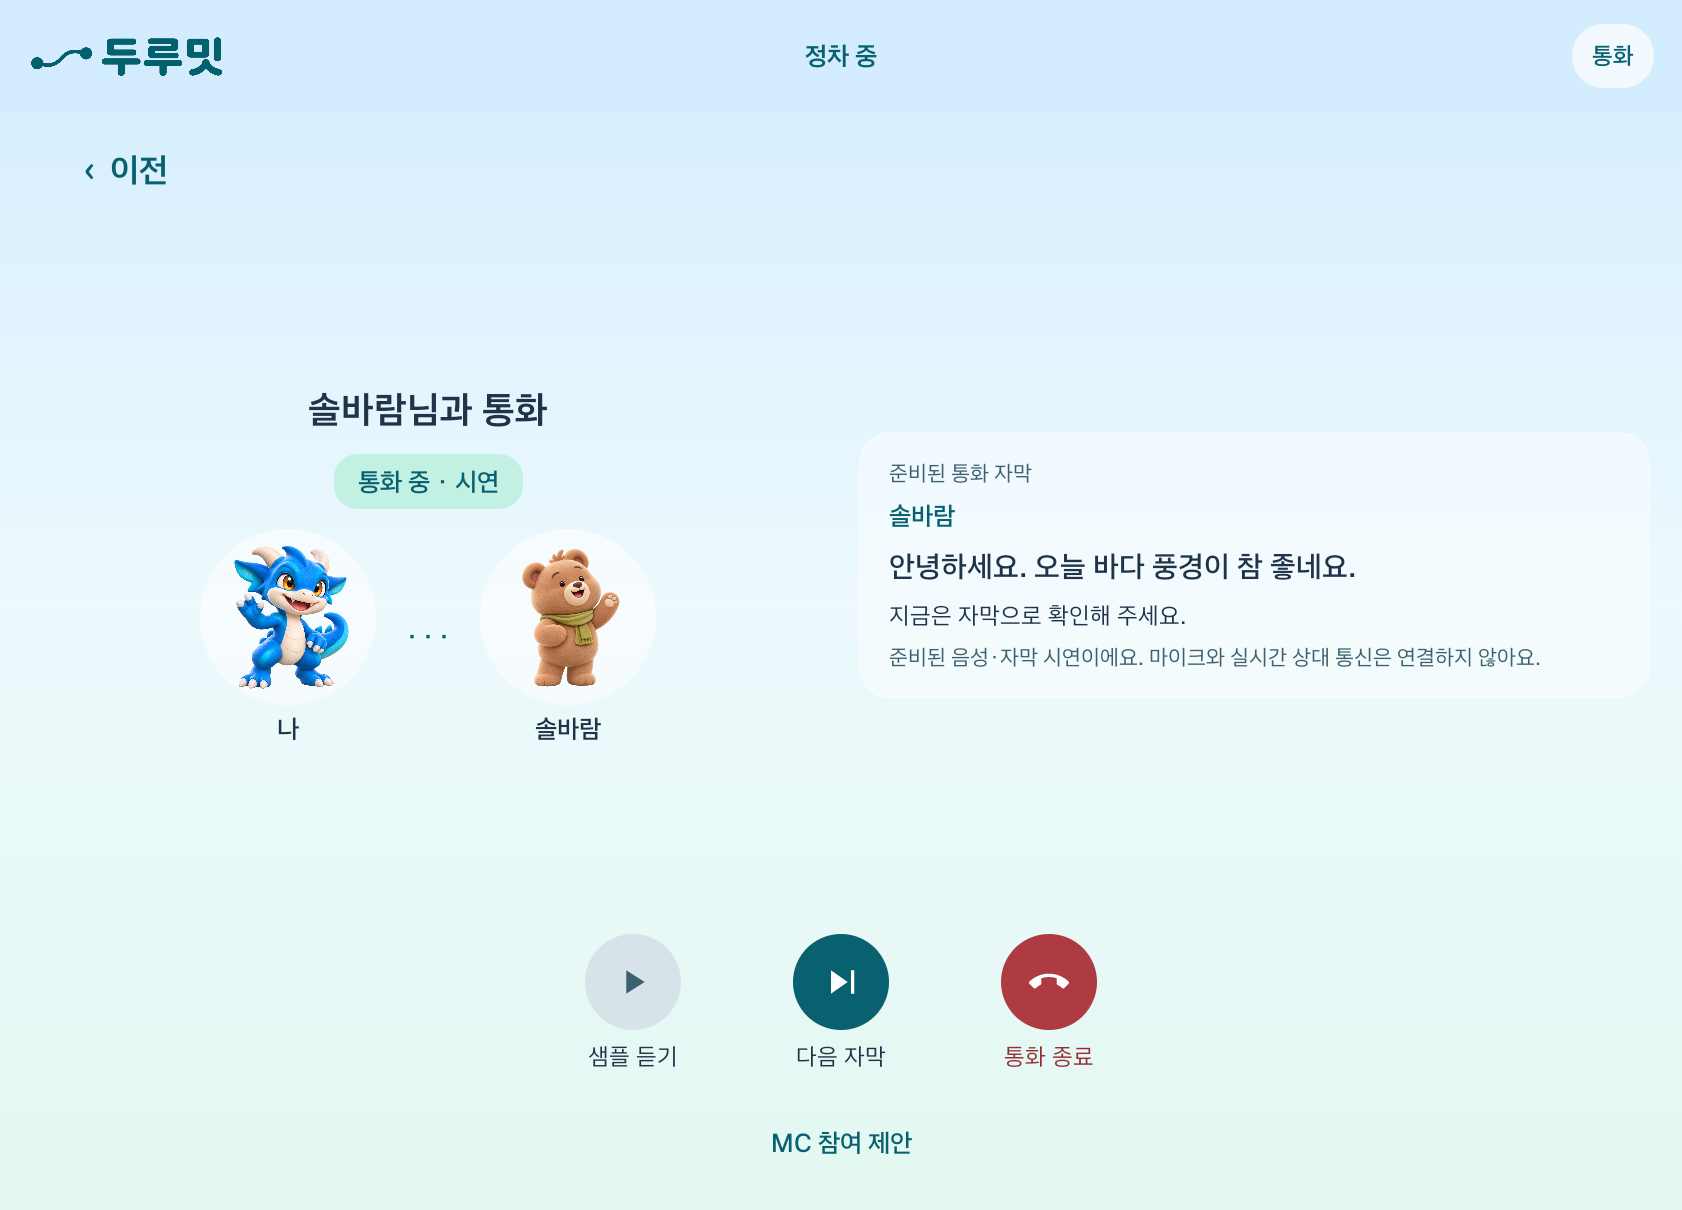 두루밋
정차 중
통화
‹ 이전
솔바람님과 통화
통화 중 · 시연
나
. . .
솔바람
준비된 통화 자막
솔바람
안녕하세요. 오늘 바다 풍경이 참 좋네요.
지금은 자막으로 확인해 주세요.
준비된 음성·자막 시연이에요. 마이크와 실시간 상대 통신은 연결하지 않아요.
샘플 듣기
다음 자막
통화 종료
MC 참여 제안